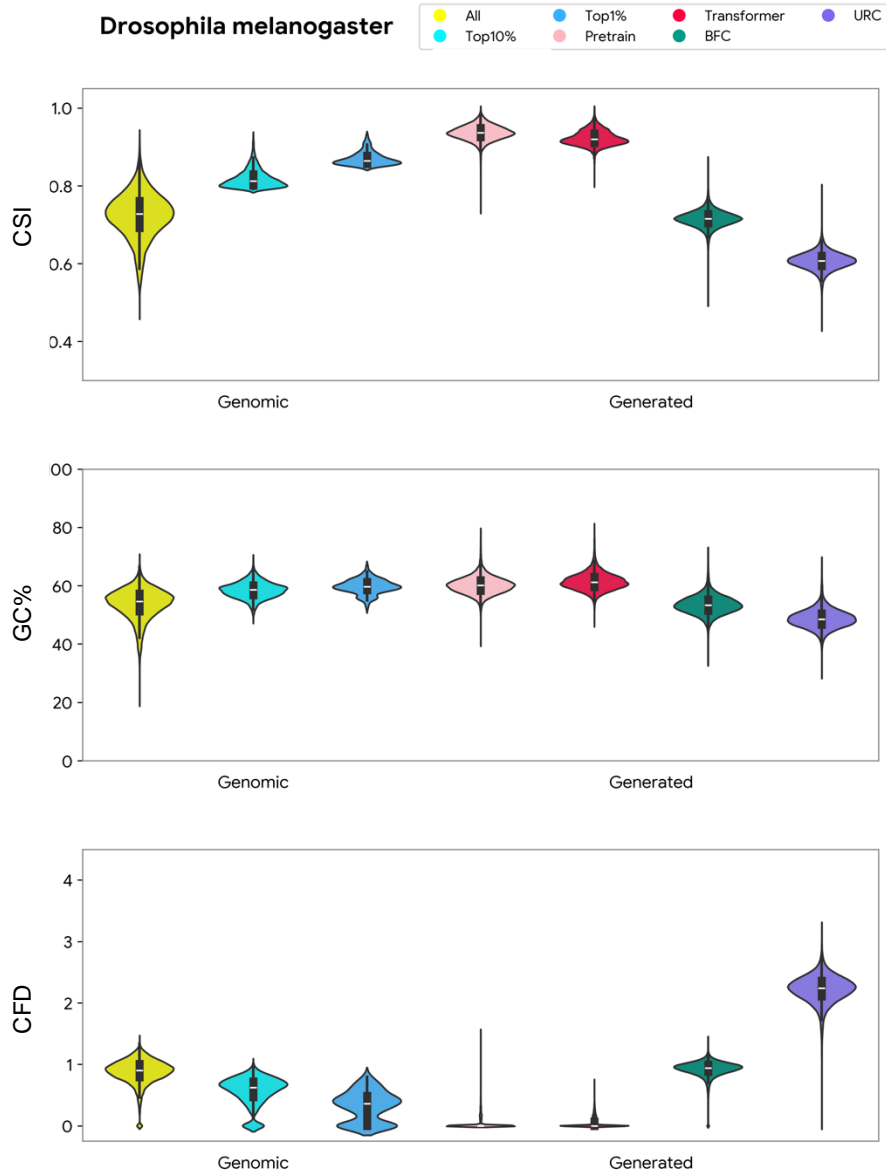 Drosophila melanogaster
All Top1% Transformer URC
Top10% Pretrain BFC
CSI
1.0
0.8
0.6
0.4
Genomic Generated
GC%
00
80
60
40
20
0
Genomic Generated
CFD
4
3
2
1
0
Genomic Generated